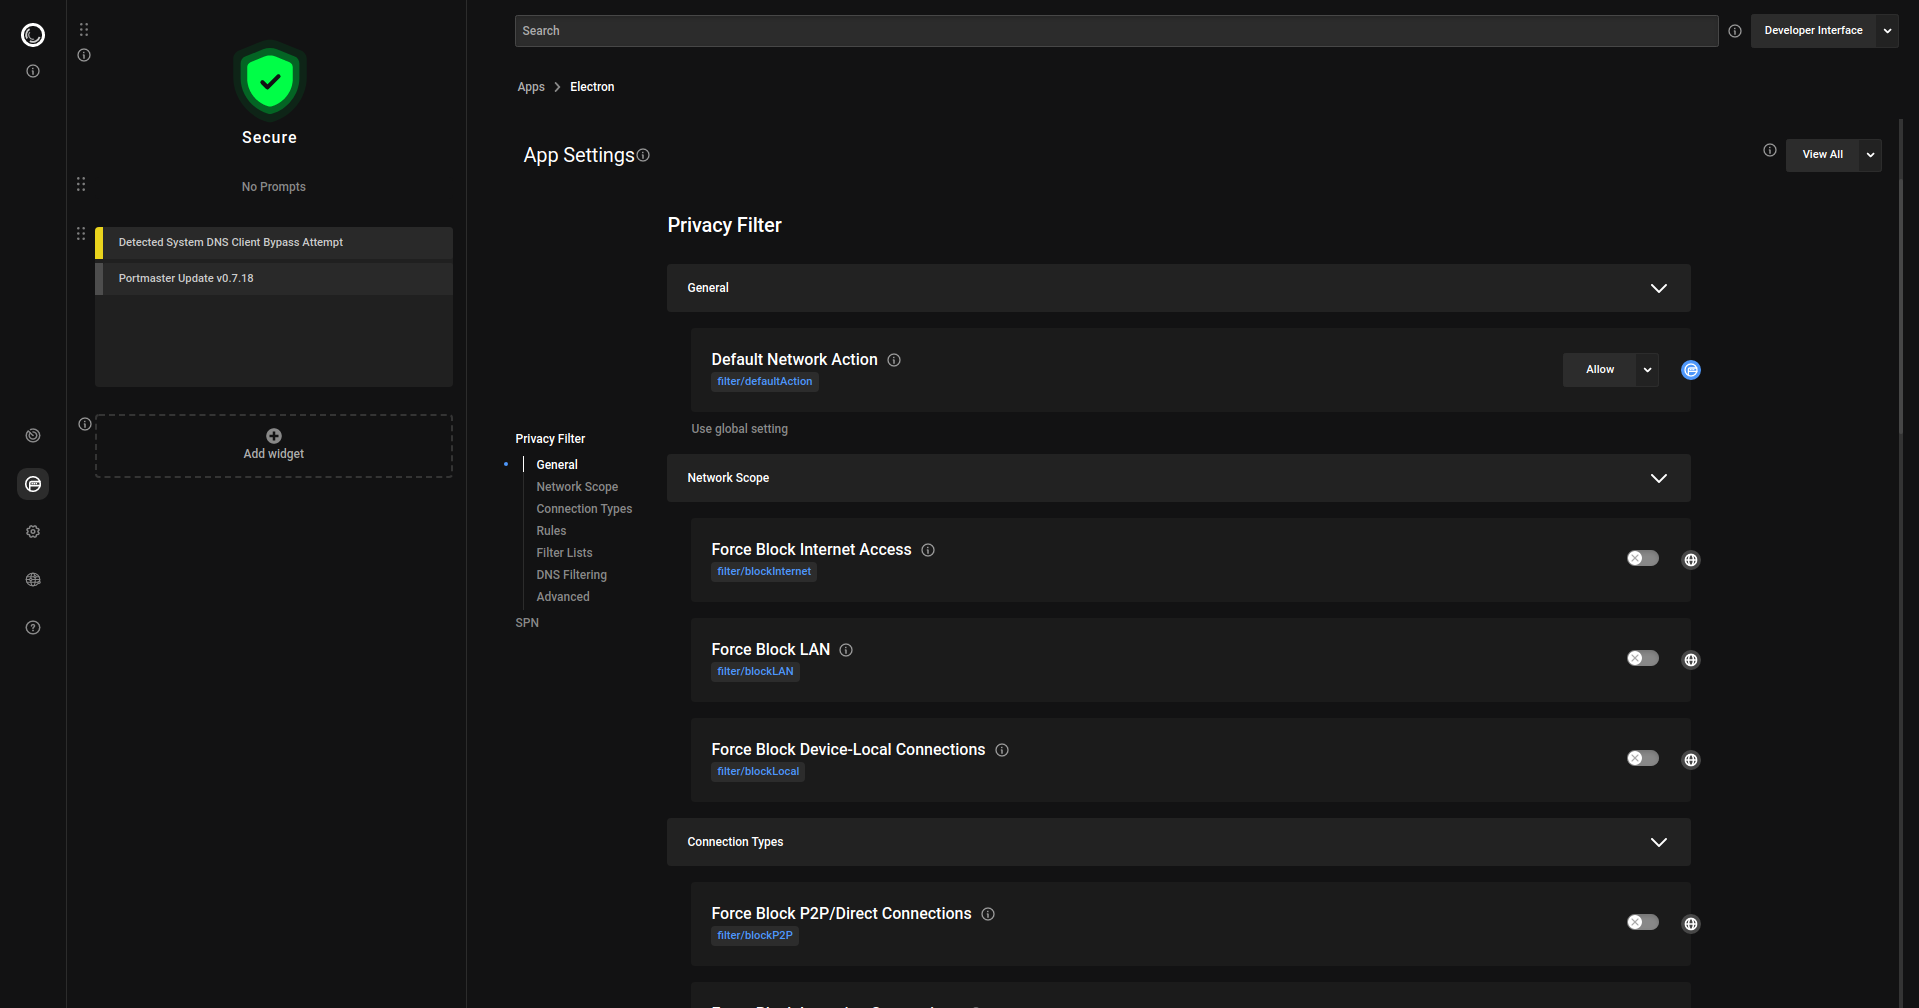 Secure
No Prompts
Detected System DNS Client Bypass Attempt
Portmaster Update v0.7.18
Add widget
Search
Developer Interface
Apps
Electron
App Settings
View All
Privacy Filter
General
Network Scope
Connection Types
Rules
Filter Lists
DNS Filtering
Advanced
SPN
Privacy Filter
General
Default Network Action
filter/defaultAction
Allow
Use global setting
Network Scope
Force Block Internet Access
filter/blockInternet
Force Block LAN
filter/blockLAN
Force Block Device-Local Connections
filter/blockLocal
Connection Types
Force Block P2P/Direct Connections
filter/blockP2P